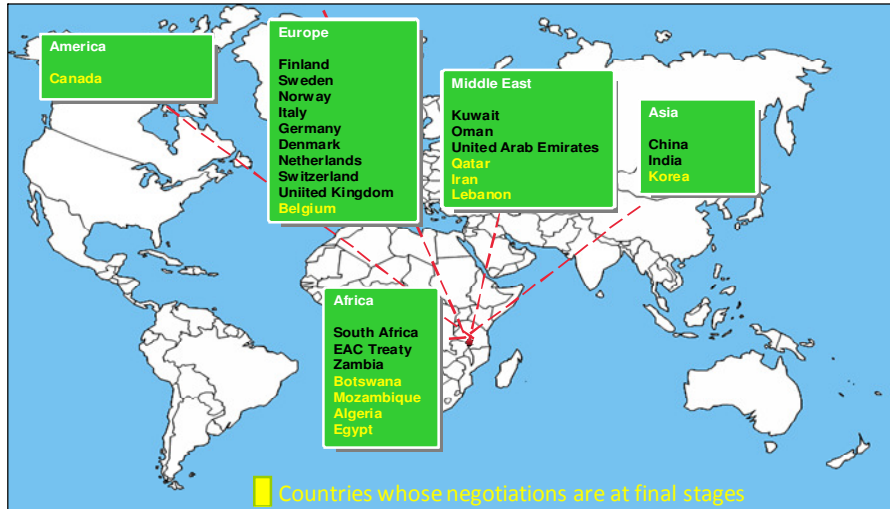 America
Canada
Europe
Finland
Sweden
Norway
Italy
Germany
Denmark
Netherlands
Switzerland
Uniited Kingdom
Belgium
Middle East
Kuwait
Oman
United Arab Emirates
Qatar
Iran
Lebanon
Asia
China
India
Korea
Africa
South Africa
EAC Treaty
Zambia
Botswana
Mozambique
Algeria
Egypt
Countries whose negotiations are at final stages